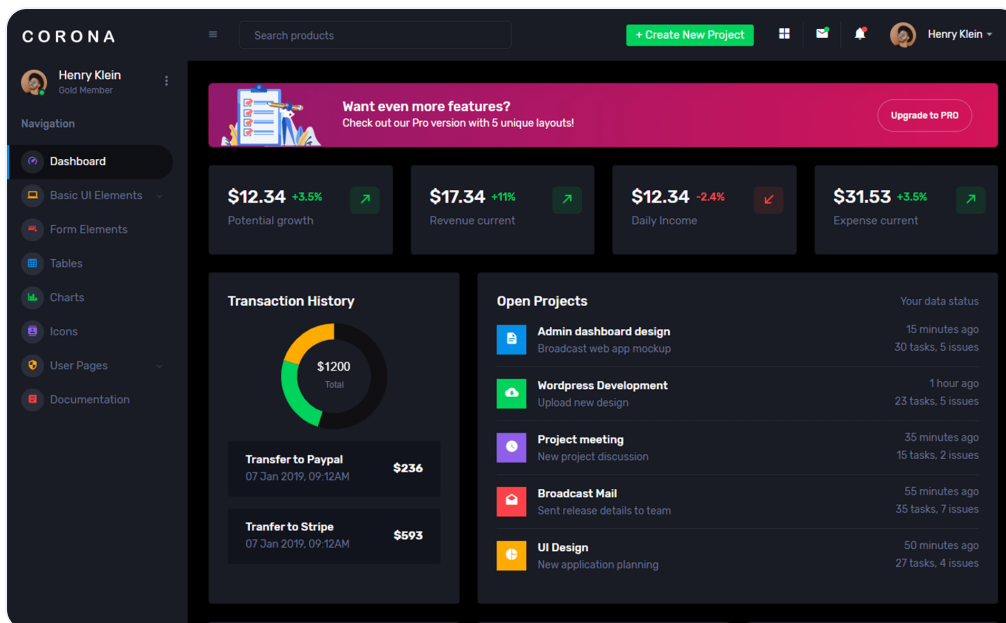 CORONA
Search products
+ Create New Project
Henry Klein
Henry Klein
Gold Member
Navigation
Dashboard
Basic UI Elements
Form Elements
Tables
Charts
Icons
User Pages
Documentation
Want even more features?
Check out our Pro version with 5 unique layouts!
Upgrade to PRO
$12.34 +3.5%
Potential growth
$17.34 +11%
Revenue current
$12.34 -2.4%
Daily Income
$31.53 +3.5%
Expense current
Transaction History
$1200
Total
Transfer to Paypal
07 Jan 2019, 09:12AM
$236
Tranfer to Stripe
07 Jan 2019, 09:12AM
$593
Open Projects
Your data status
Admin dashboard design
Broadcast web app mockup
15 minutes ago
30 tasks, 5 issues
Wordpress Development
Upload new design
1 hour ago
23 tasks, 5 issues
Project meeting
New project discussion
35 minutes ago
15 tasks, 2 issues
Broadcast Mail
Sent release details to team
55 minutes ago
35 tasks, 7 issues
UI Design
New application planning
50 minutes ago
27 tasks, 4 issues